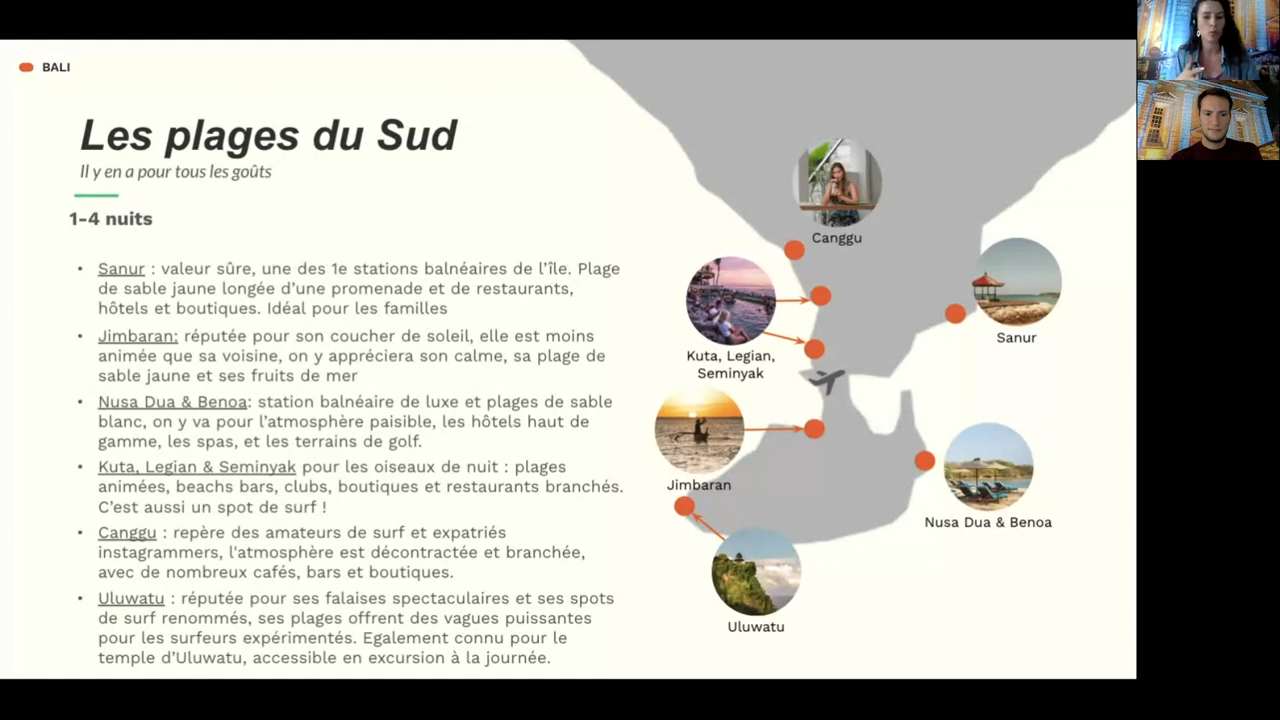 BALI
Les plages du Sud
Il y en a pour tous les goûts
1-4 nuits
• Sanur : valeur sûre, une des 1e stations balnéaires de l'île. Plage
de sable jaune longée d'une promenade et de restaurants,
hôtels et boutiques. Idéal pour les familles
• Jimbaran: réputée pour son coucher de soleil, elle est moins
animée que sa voisine, on y appréciera son calme, sa plage de
sable jaune et ses fruits de mer
• Nusa Dua & Benoa: station balnéaire de luxe et plages de sable
blanc, on y va pour l'atmosphère paisible, les hôtels haut de
gamme, les spas, et les terrains de golf.
• Kuta, Legian & Seminyak pour les oiseaux de nuit : plages
animées, beachs bars, clubs, boutiques et restaurants branchés.
C'est aussi un spot de surf !
• Canggu : repère des amateurs de surf et expatriés
instagrammers, l'atmosphère est décontractée et branchée,
avec de nombreux cafés, bars et boutiques.
• Uluwatu : réputée pour ses falaises spectaculaires et ses spots
de surf renommés, ses plages offrent des vagues puissantes
pour les surfeurs expérimentés. Egalement connu pour le
temple d'Uluwatu, accessible en excursion à la journée.
Canggu
Kuta, Legian,
Seminyak
Sanur
Jimbaran
Nusa Dua & Benoa
Uluwatu